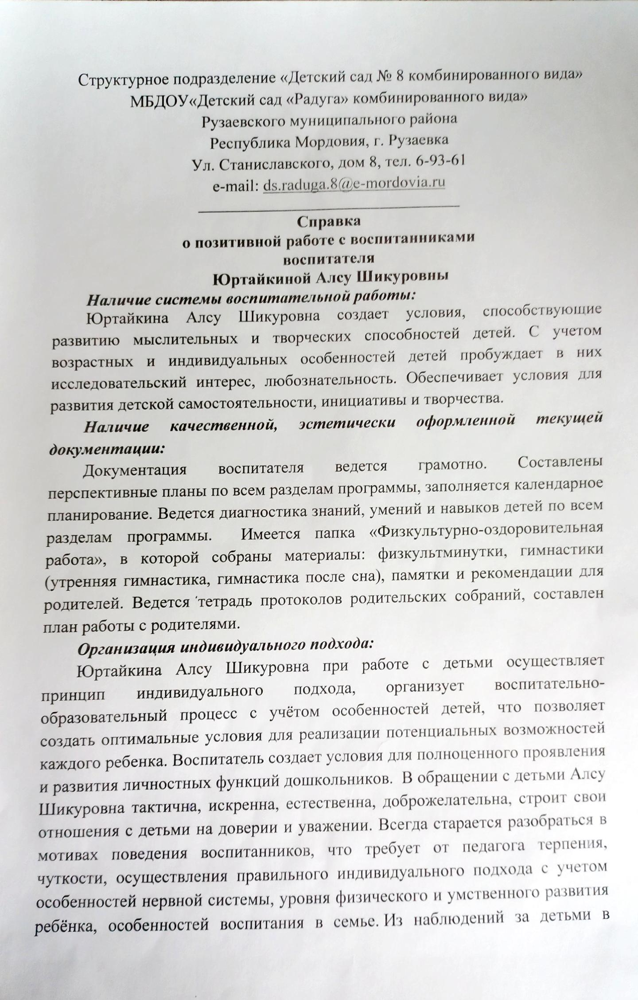 Структурное подразделение «Детский сад № 8 комбинированного вида»
МБДОУ«Детский сад «Радуга» комбинированного вида»
Рузаевского муниципального района
Республика Мордовия, г. Рузаевка
Ул. Станиславского, дом 8, тел. 6-93-61
e-mail: ds.raduga.8@e-mordovia.ru
Справка
о позитивной работе с воспитанниками
воспитателя
Юртайкиной Алсу Шикуровны
Наличие системы воспитательной работы:
Юртайкина Алсу Шикуровна создает условия, способствующие
развитию мыслительных и творческих способностей детей. С учетом
возрастных и индивидуальных особенностей детей пробуждает в них
исследовательский интерес, любознательность. Обеспечивает условия для
развития детской самостоятельности, инициативы и творчества.
Наличие качественной, эстетически оформленной текущей
документации:
Документация воспитателя ведется грамотно. Составлены
перспективные планы по всем разделам программы, заполняется календарное
планирование. Ведется диагностика знаний, умений и навыков детей по всем
разделам программы. Имеется папка «Физкультурно-оздоровительная
работа», в которой собраны материалы: физкультминутки, гимнастики
(утренняя гимнастика, гимнастика после сна), памятки и рекомендации для
родителей. Ведется тетрадь протоколов родительских собраний, составлен
план работы с родителями.
Организация индивидуального подхода:
Юртайкина Алсу Шикуровна при работе с детьми осуществляет
принцип индивидуального подхода, организует воспитательно-
образовательный процесс с учётом особенностей детей, что позволяет
создать оптимальные условия для реализации потенциальных возможностей
каждого ребенка. Воспитатель создает условия для полноценного проявления
и развития личностных функций дошкольников. В обращении с детьми Алсу
Шикуровна тактична, искренна, естественна, доброжелательна, строит свои
отношения с детьми на доверии и уважении. Всегда старается разобраться в
мотивах поведения воспитанников, что требует от педагога терпения,
чуткости, осуществления правильного индивидуального подхода с учетом
особенностей нервной системы, уровня физического и умственного развития
ребёнка, особенностей воспитания в семье. Из наблюдений за детьми в